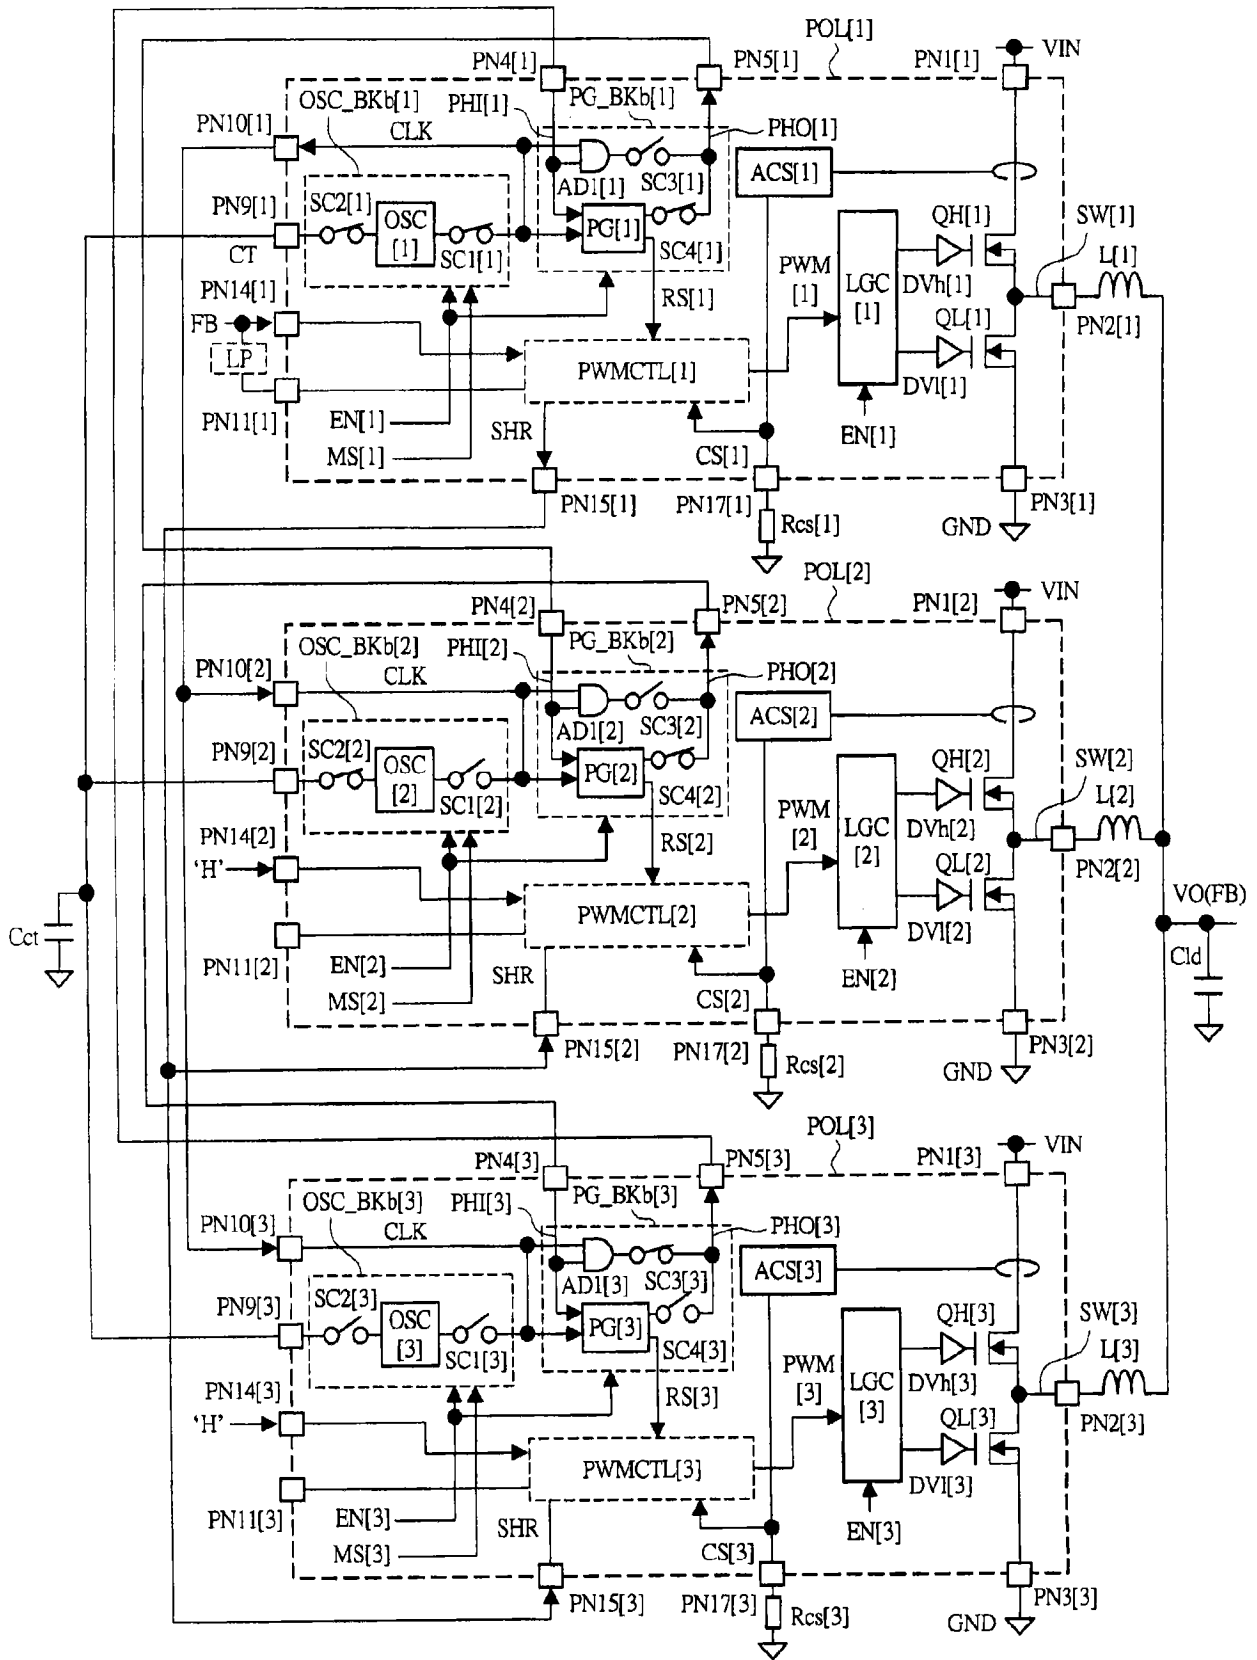 POL[1]
VIN
PN4[1]
PN5[1]
PN1[1]
OSC_BKb[1]
PHI[1]
PG_BKb[1]
PN10[1]
CLK
PHO[1]
ACS[1]
AD1[1]
SC3[1]
PN9[1]
SC2[1]
OSC
[1]
PG[1]
QH[1]
SW[1]
CT
SC1[1]
SC4[1]
PWM
[1]
LGC
[1]
DVh[1]
L[1]
PN14[1]
RS[1]
FB
QL[1]
PN2[1]
LP
PWMCTL[1]
DVl[1]
PN11[1]
EN[1]
SHR
EN[1]
MS[1]
CS[1]
PN15[1]
PN17[1]
PN3[1]
Rcs[1]
GND
POL[2]
VIN
PN4[2]
PN5[2]
PN1[2]
OSC_BKb[2]
PHI[2]
PG_BKb[2]
PN10[2]
CLK
PHO[2]
ACS[2]
AD1[2]
SC3[2]
PN9[2]
SC2[2]
OSC
[2]
PG[2]
QH[2]
SW[2]
SC1[2]
SC4[2]
PWM
[2]
LGC
[2]
DVh[2]
L[2]
PN14[2]
RS[2]
'H'
QL[2]
PN2[2]
VO(FB)
Cct
PWMCTL[2]
DVl[2]
Cld
PN11[2]
EN[2]
SHR
EN[2]
MS[2]
CS[2]
PN15[2]
PN17[2]
PN3[2]
Rcs[2]
GND
POL[3]
VIN
PN4[3]
PN5[3]
PN1[3]
OSC_BKb[3]
PHI[3]
PG_BKb[3]
PN10[3]
CLK
PHO[3]
ACS[3]
AD1[3]
SC3[3]
PN9[3]
SC2[3]
OSC
[3]
PG[3]
QH[3]
SW[3]
SC1[3]
SC4[3]
PWM
[3]
LGC
[3]
DVh[3]
L[3]
PN14[3]
RS[3]
'H'
QL[3]
PN2[3]
PWMCTL[3]
DVl[3]
PN11[3]
EN[3]
SHR
EN[3]
MS[3]
CS[3]
PN15[3]
PN17[3]
PN3[3]
Rcs[3]
GND